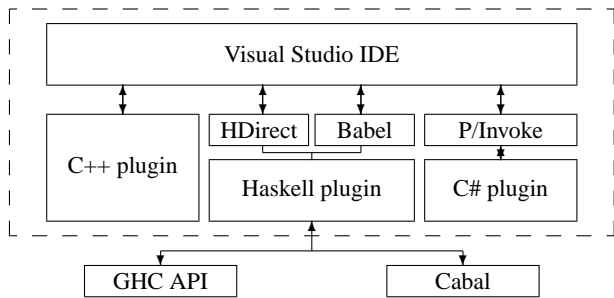 Visual Studio IDE
HDirect
Babel
P/Invoke
C++ plugin
Haskell plugin
C# plugin
GHC API
Cabal